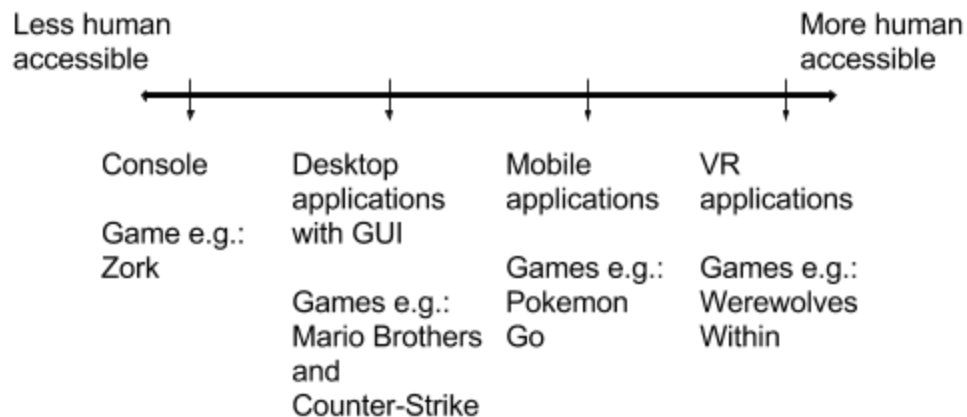 Less human
accessible
More human
accessible
Console
Game e.g.:
Zork
Desktop
applications
with GUI
Games e.g.:
Mario Brothers
and
Counter-Strike
Mobile
applications
Games e.g.:
Pokemon
Go
VR
applications
Games e.g.:
Werewolves
Within